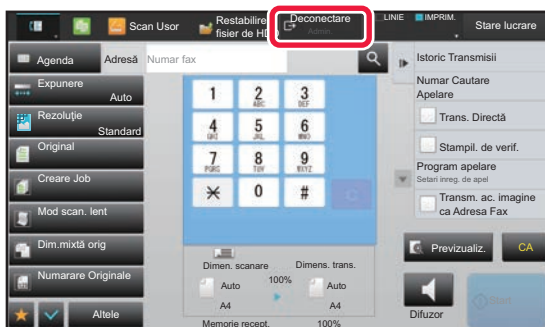 Scan Usor
Restabilire
fisier de HD
Deconectare
Admin
LINIE
IMPRIM.
Stare lucrare
Agenda
Adresă
Numar fax
Expunere
Auto
Rezoluţie
Standard
Original
Creare Job
Mod scan. lent
Dim.mixtă orig
Numarare Originale
Altele
1
2
ABC
3
DEF
4
GHI
5
JKL
6
MNO
7
PQRS
8
TUV
9
WXYZ
0
#
C
Dimen. scanare
Dimens. trans.
Auto
100%
Auto
A4
A4
Memorie recept.
100%
Istoric Transmisii
Numar Cautare
Apelare
Trans. Directă
Stampil. de verif.
Program apelare
Setari inreg. de apel
Transm. ac. imagine
ca Adresa Fax
Previzualiz.
CA
Difuzor
Start